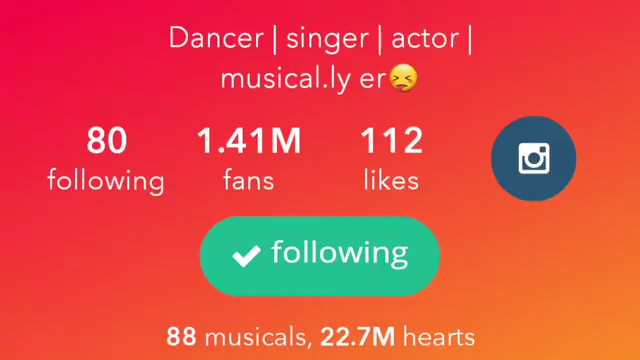 Dancer | singer | actor |
musical.ly er😣
80 1.41M 112
following fans likes
following
88 musicals, 22.7M hearts